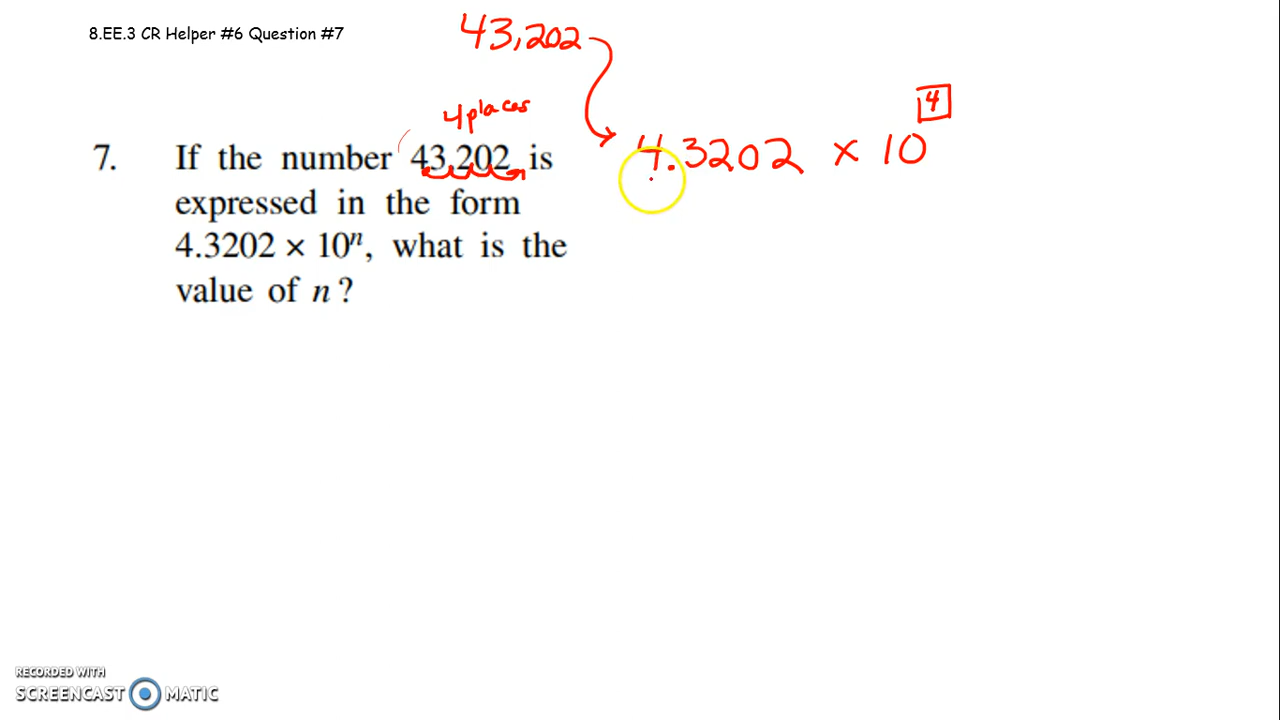 8.EE.3 CR Helper #6 Question #7
43,202
4 places
4
4.3202 x 10
7. If the number 43,202 is
expressed in the form
4.3202 × 10ⁿ, what is the
value of n?
RECORDED WITH
SCREENCAST MATIC